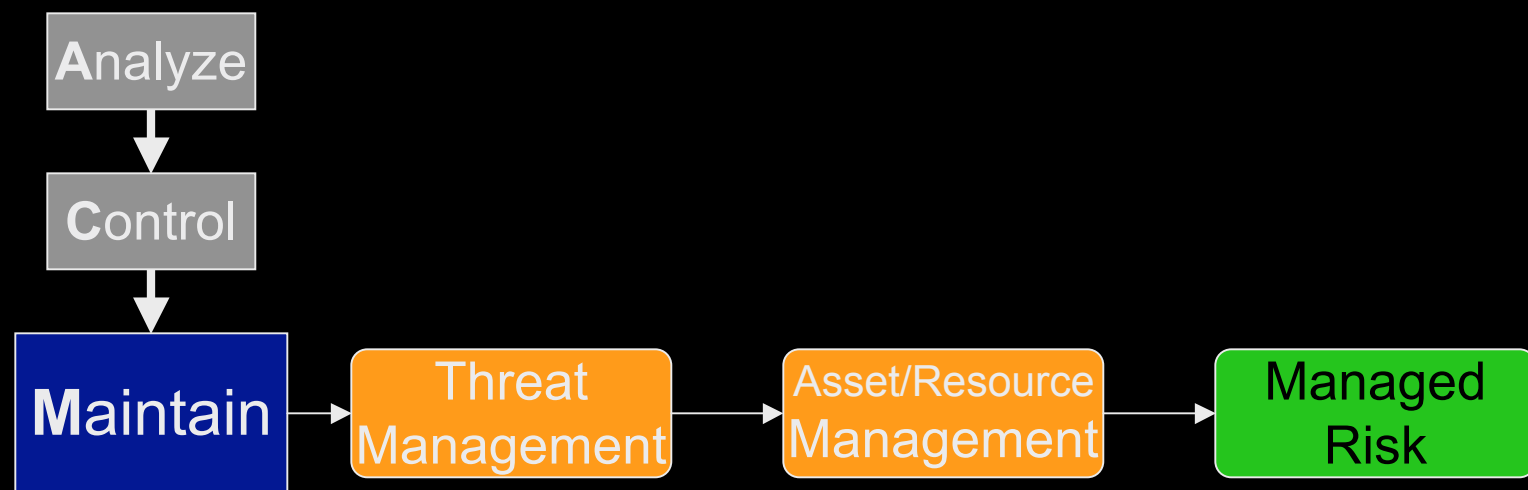 Analyze
Control
Maintain
Threat
Management
Asset/Resource
Management
Managed
Risk